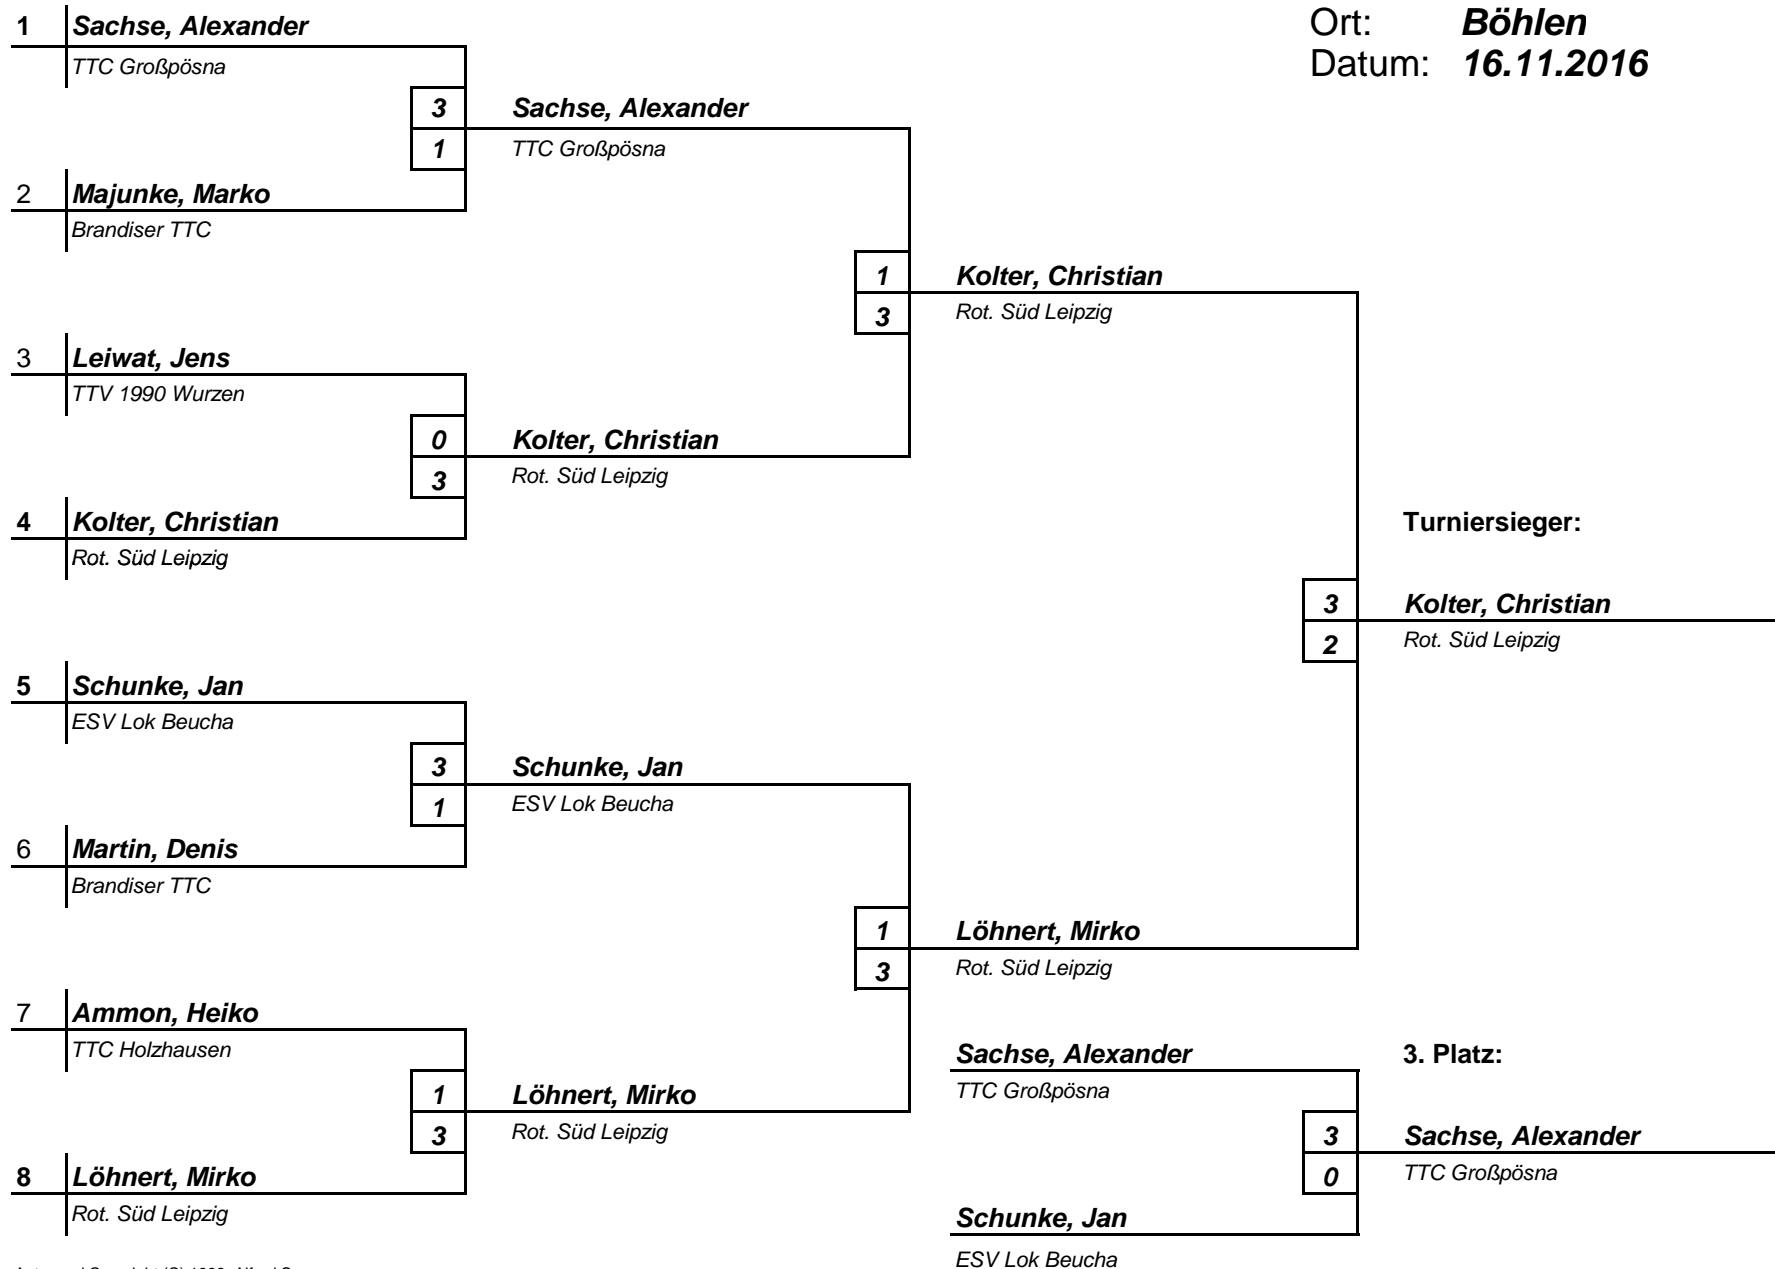 Ort: Böhlen
Datum: 16.11.2016
1 Sachse, Alexander
TTC Großpösna
3 Sachse, Alexander
1 TTC Großpösna
2 Majunke, Marko
Brandiser TTC
1 Kolter, Christian
3 Rot. Süd Leipzig
3 Leiwat, Jens
TTV 1990 Wurzen
0 Kolter, Christian
3 Rot. Süd Leipzig
4 Kolter, Christian
Rot. Süd Leipzig
Turniersieger:
3 Kolter, Christian
2 Rot. Süd Leipzig
5 Schunke, Jan
ESV Lok Beucha
3 Schunke, Jan
1 ESV Lok Beucha
6 Martin, Denis
Brandiser TTC
1 Löhnert, Mirko
3 Rot. Süd Leipzig
7 Ammon, Heiko
TTC Holzhausen
1 Löhnert, Mirko
3 Rot. Süd Leipzig
8 Löhnert, Mirko
Rot. Süd Leipzig
Sachse, Alexander
TTC Großpösna
3. Platz:
3 Sachse, Alexander
0 TTC Großpösna
Schunke, Jan
ESV Lok Beucha